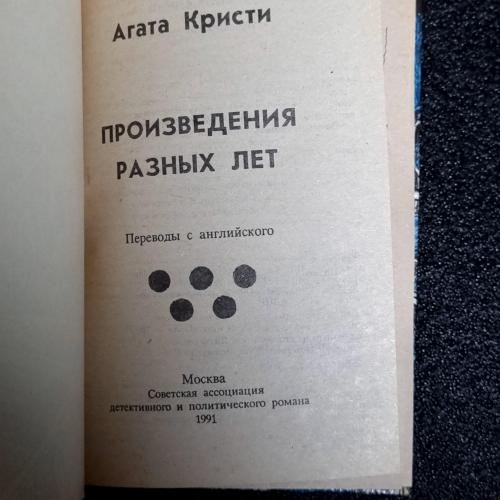 Агата Кристи
ПРОИЗВЕДЕНИЯ
РАЗНЫХ ЛЕТ
Переводы с английского
Москва
Советская ассоциация
детективного и политического романа
1991